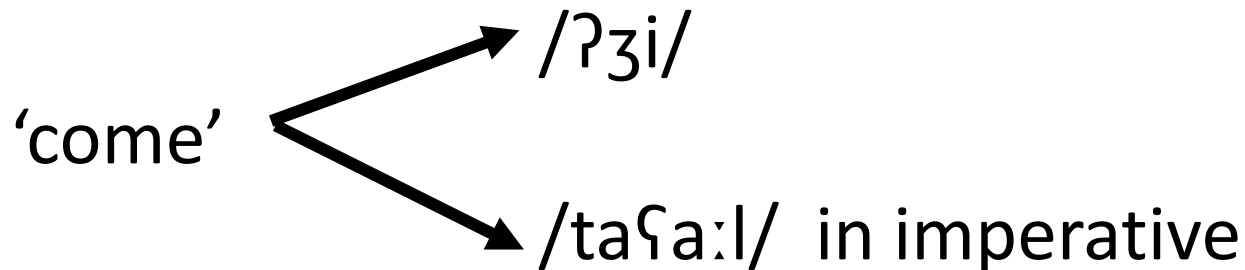 /ʔʒi/
‘come’
/taʕaːl/ in imperative